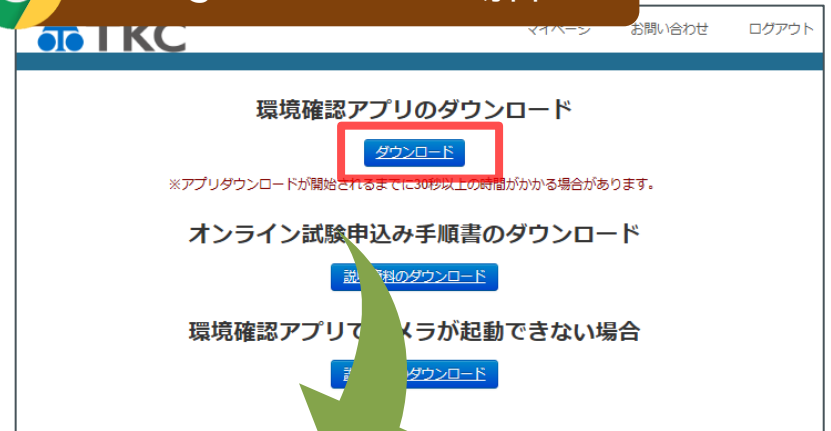 TKC
マイページ お問い合わせ ログアウト
環境確認アプリのダウンロード
ダウンロード
※アプリダウンロードが開始されるまでに30秒以上の時間がかかる場合があります。
オンライン試験申込み手順書のダウンロード
説明資料のダウンロード
環境確認アプリでカメラが起動できない場合
ダウンロード